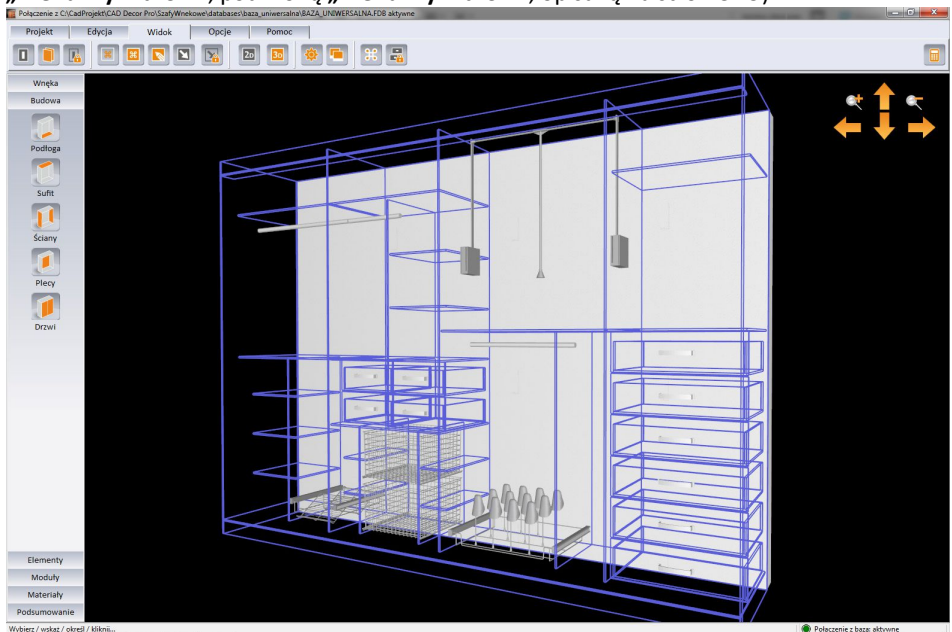 Połączenie z C:\CadProjekt\CAD Decor Pro\SzafyWnekowe\databases\baza_uniwersalna\BAZA_UNIWERSALNA.FDB aktywne
Projekt Edycja Widok Opcje Pomoc
2D 3D
Wnęka
Budowa
Podłoga
Sufit
Ściany
Plecy
Drzwi
Elementy
Moduły
Materiały
Podsumowanie
Wybierz / wskaż / określ / kliknij... Połączenie z bazą: aktywne